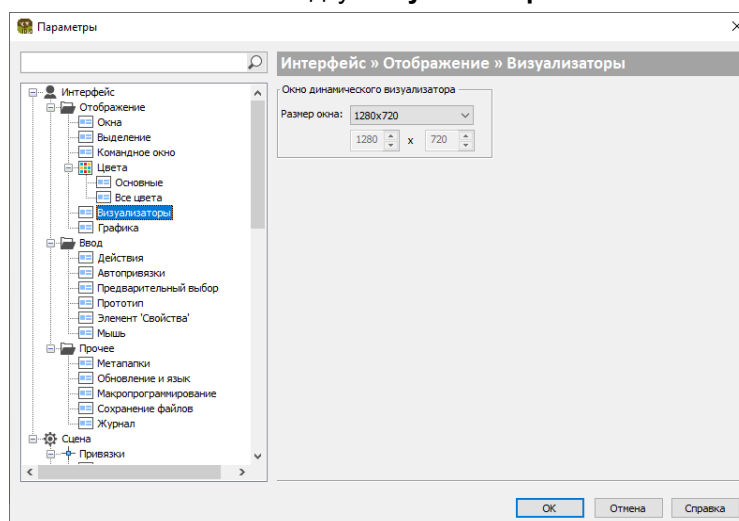 Параметры
Интерфейс » Отображение » Визуализаторы
Интерфейс
Отображение
Окна
Выделение
Командное окно
Цвета
Основные
Все цвета
Визуализаторы
Графика
Ввод
Действия
Автопривязки
Предварительный выбор
Прототип
Элемент 'Свойства'
Мышь
Прочее
Метапапки
Обновление и язык
Макропрограммирование
Сохранение файлов
Журнал
Сцена
Привязки
Окно динамического визуализатора
Размер окна: 1280x720
1280 x 720
ОК Отмена Справка